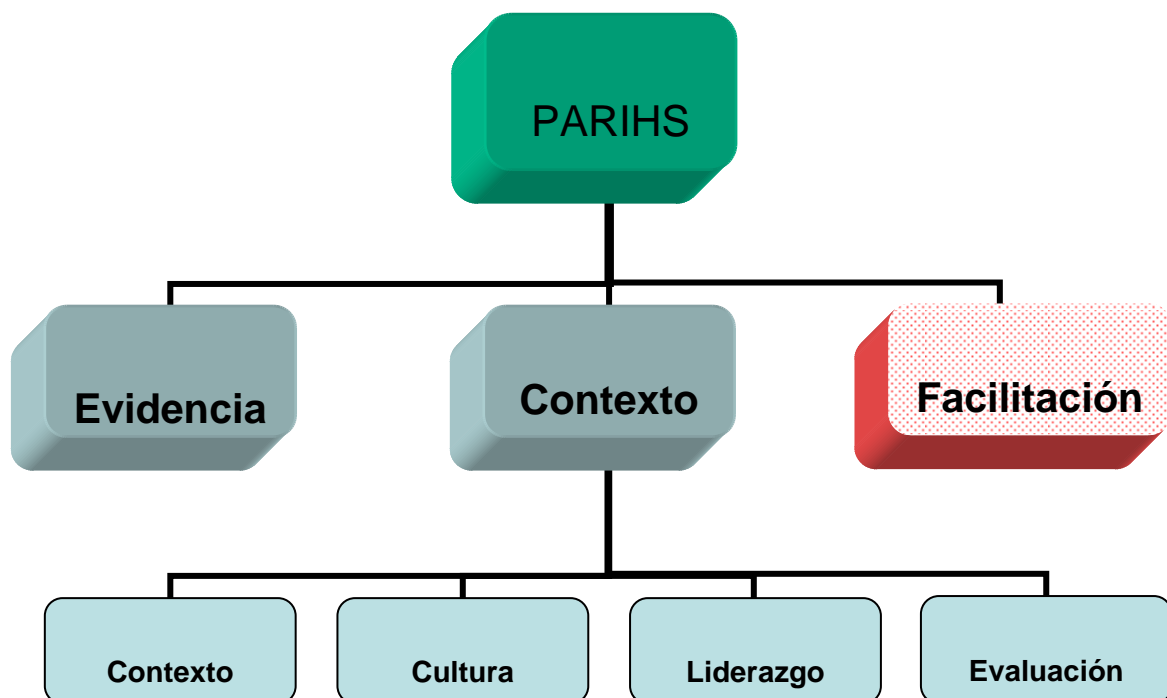 PARIHS
Evidencia
Contexto
Facilitación
Contexto
Cultura
Liderazgo
Evaluación